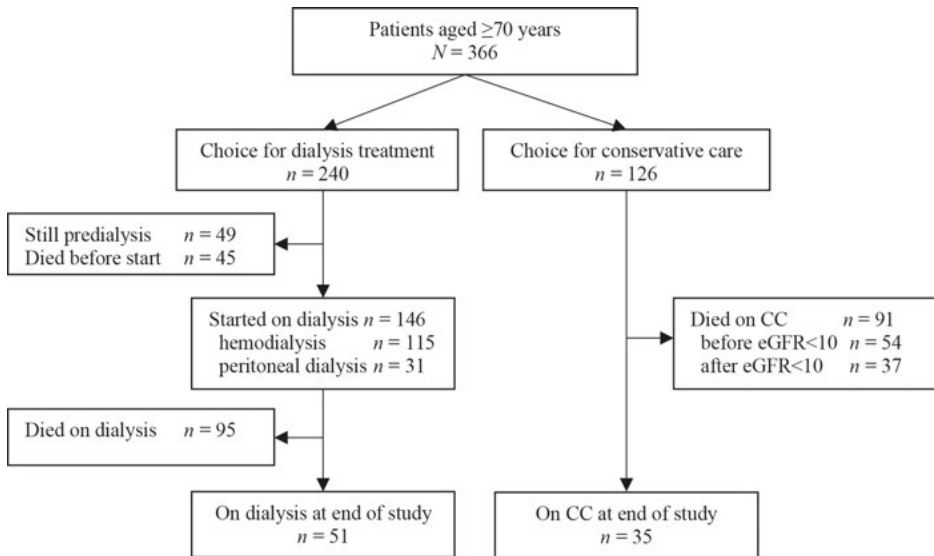 Patients aged ≥70 years
N = 366
Choice for dialysis treatment
n = 240
Choice for conservative care
n = 126
Still predialysis n = 49
Died before start n = 45
Started on dialysis n = 146
hemodialysis n = 115
peritoneal dialysis n = 31
Died on CC n = 91
before eGFR<10 n = 54
after eGFR<10 n = 37
Died on dialysis n = 95
On dialysis at end of study
n = 51
On CC at end of study
n = 35